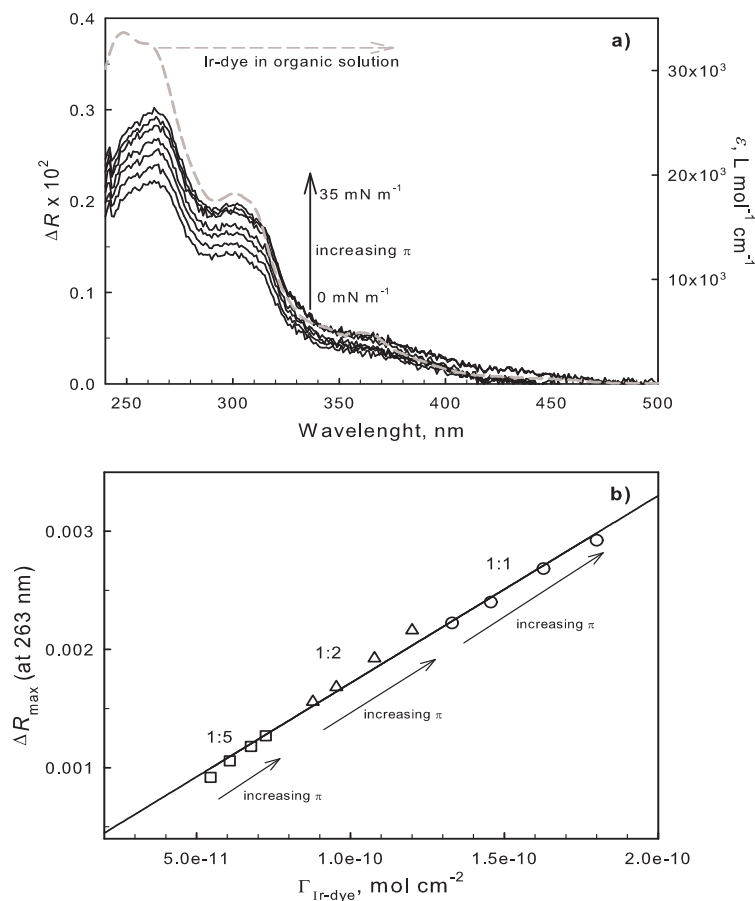 a)
0.4
0.3
0.2
0.1
0.0
ΔR x 10²
Ir-dye in organic solution
35 mN m⁻¹
increasing π
0 mN m⁻¹
30x10³
20x10³
10x10³
ε, L mol⁻¹ cm⁻¹
250 300 350 400 450 500
Wavelenght, nm
b)
0.003
0.002
0.001
ΔRmax (at 263 nm)
1:1
increasing π
1:2
increasing π
1:5
increasing π
5.0e-11 1.0e-10 1.5e-10 2.0e-10
ΓIr-dye, mol cm⁻²